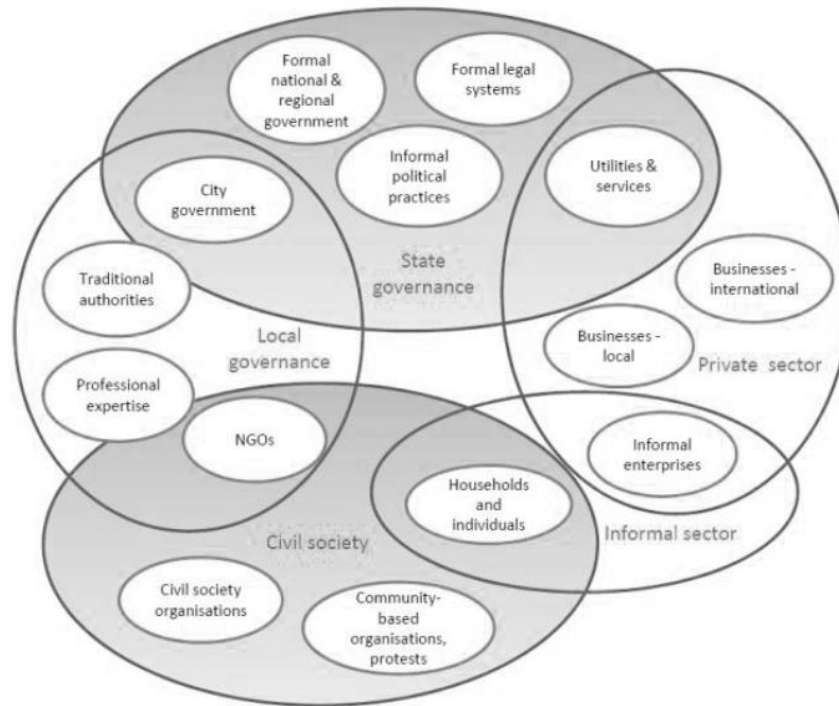 Formal
national &
regional
government
Formal legal
systems
Informal
political
practices
Utilities &
services
City
government
State
governance
Traditional
authorities
Businesses -
international
Local
governance
Businesses -
local
Private sector
Professional
expertise
NGOs
Informal
enterprises
Households
and
individuals
Informal sector
Civil society
Civil society
organisations
Community-
based
organisations,
protests